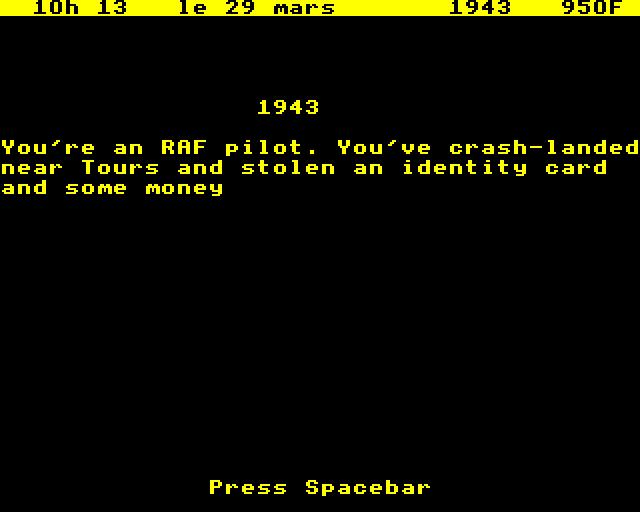 10h 13 le 29 mars 1943 950F
1943
You're an RAF pilot. You've crash-landed
near Tours and stolen an identity card
and some money
Press Spacebar